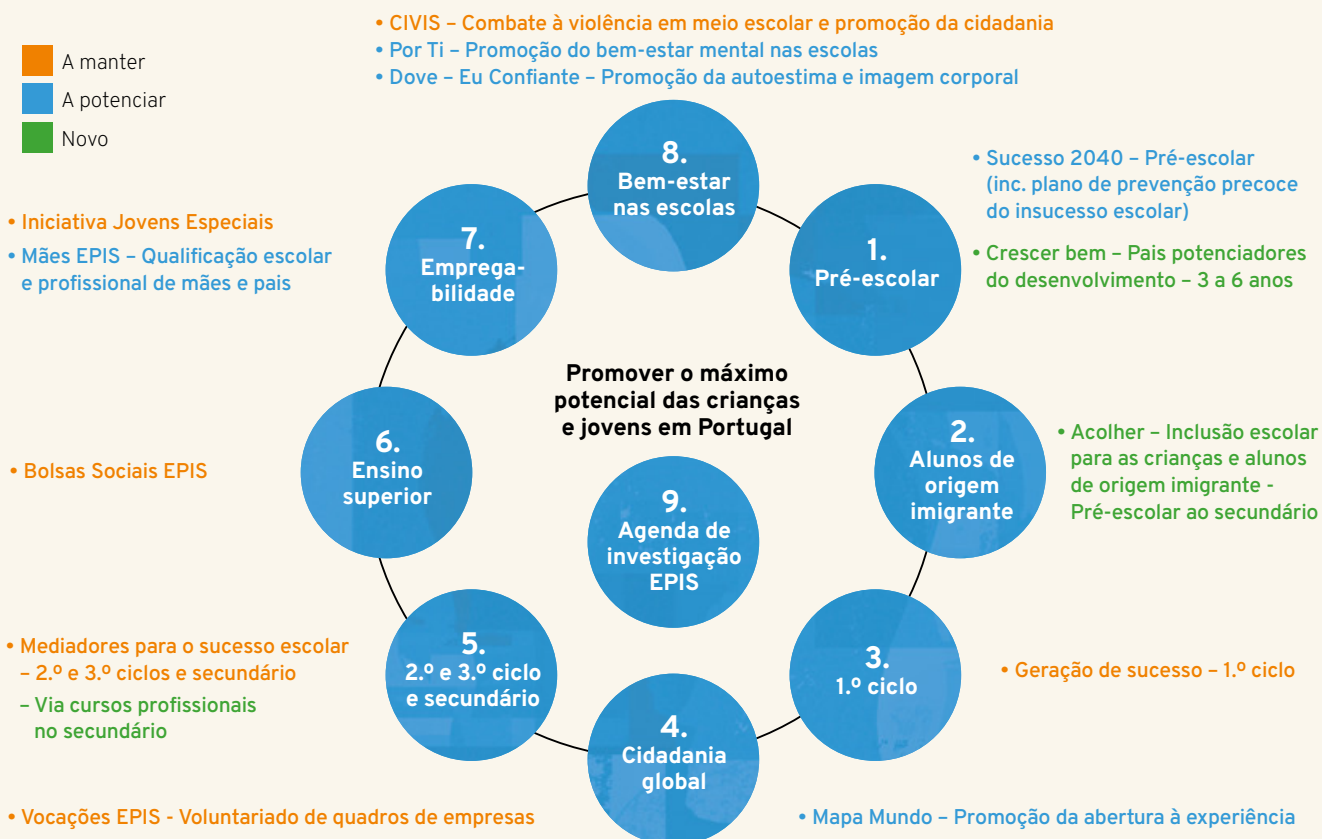 • CIVIS – Combate à violência em meio escolar e promoção da cidadania
• Por Ti – Promoção do bem-estar mental nas escolas
• Dove – Eu Confiante – Promoção da autoestima e imagem corporal
A manter
A potenciar
Novo
8.
Bem-estar
nas escolas
• Sucesso 2040 – Pré-escolar
(inc. plano de prevenção precoce
do insucesso escolar)
• Crescer bem – Pais potenciadores
do desenvolvimento – 3 a 6 anos
1.
Pré-escolar
• Iniciativa Jovens Especiais
• Mães EPIS – Qualificação escolar
e profissional de mães e pais
7.
Emprega-
bilidade
Promover o máximo
potencial das crianças
e jovens em Portugal
2.
Alunos de
origem
imigrante
• Acolher – Inclusão escolar
para as crianças e alunos
de origem imigrante -
Pré-escolar ao secundário
6.
Ensino
superior
• Bolsas Sociais EPIS
9.
Agenda de
investigação
EPIS
• Mediadores para o sucesso escolar
– 2.º e 3.º ciclos e secundário
– Via cursos profissionais
no secundário
5.
2.º e 3.º ciclo
e secundário
3.
1.º ciclo
• Geração de sucesso – 1.º ciclo
4.
Cidadania
global
• Vocações EPIS - Voluntariado de quadros de empresas
• Mapa Mundo – Promoção da abertura à experiência